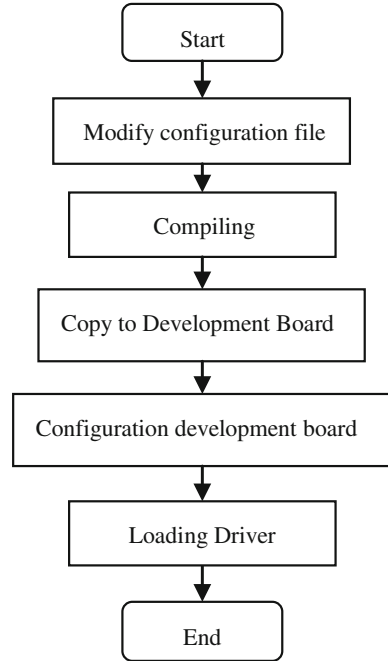 Start
Modify configuration file
Compiling
Copy to Development Board
Configuration development board
Loading Driver
End